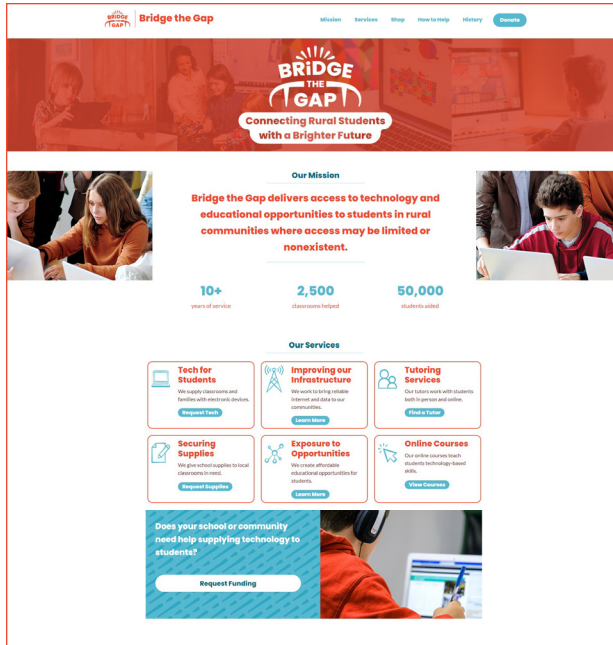 BRIDGE
THE
GAP
Bridge the Gap
Mission Services Shop How to Help History Donate
BRiDGE
THE
GAP
Connecting Rural Students
with a Brighter Future
Our Mission
Bridge the Gap delivers access to technology and
educational opportunities to students in rural
communities where access may be limited or
nonexistent.
10+
years of service
2,500
classrooms helped
50,000
students aided
Our Services
Tech for
Students
We supply classrooms and
families with electronic devices.
Request Tech
Improving our
Infrastructure
We work to bring reliable
internet and data to our
communities.
Learn More
Tutoring
Services
Our tutors work with students
both in person and online.
Find a Tutor
Securing
Supplies
We give school supplies to local
classrooms in need.
Request Supplies
Exposure to
Opportunities
We create affordable
educational opportunities for
students.
Learn More
Online Courses
Our online courses teach
students technology-based
skills.
View Courses
Does your school or community
need help supplying technology to
students?
Request Funding